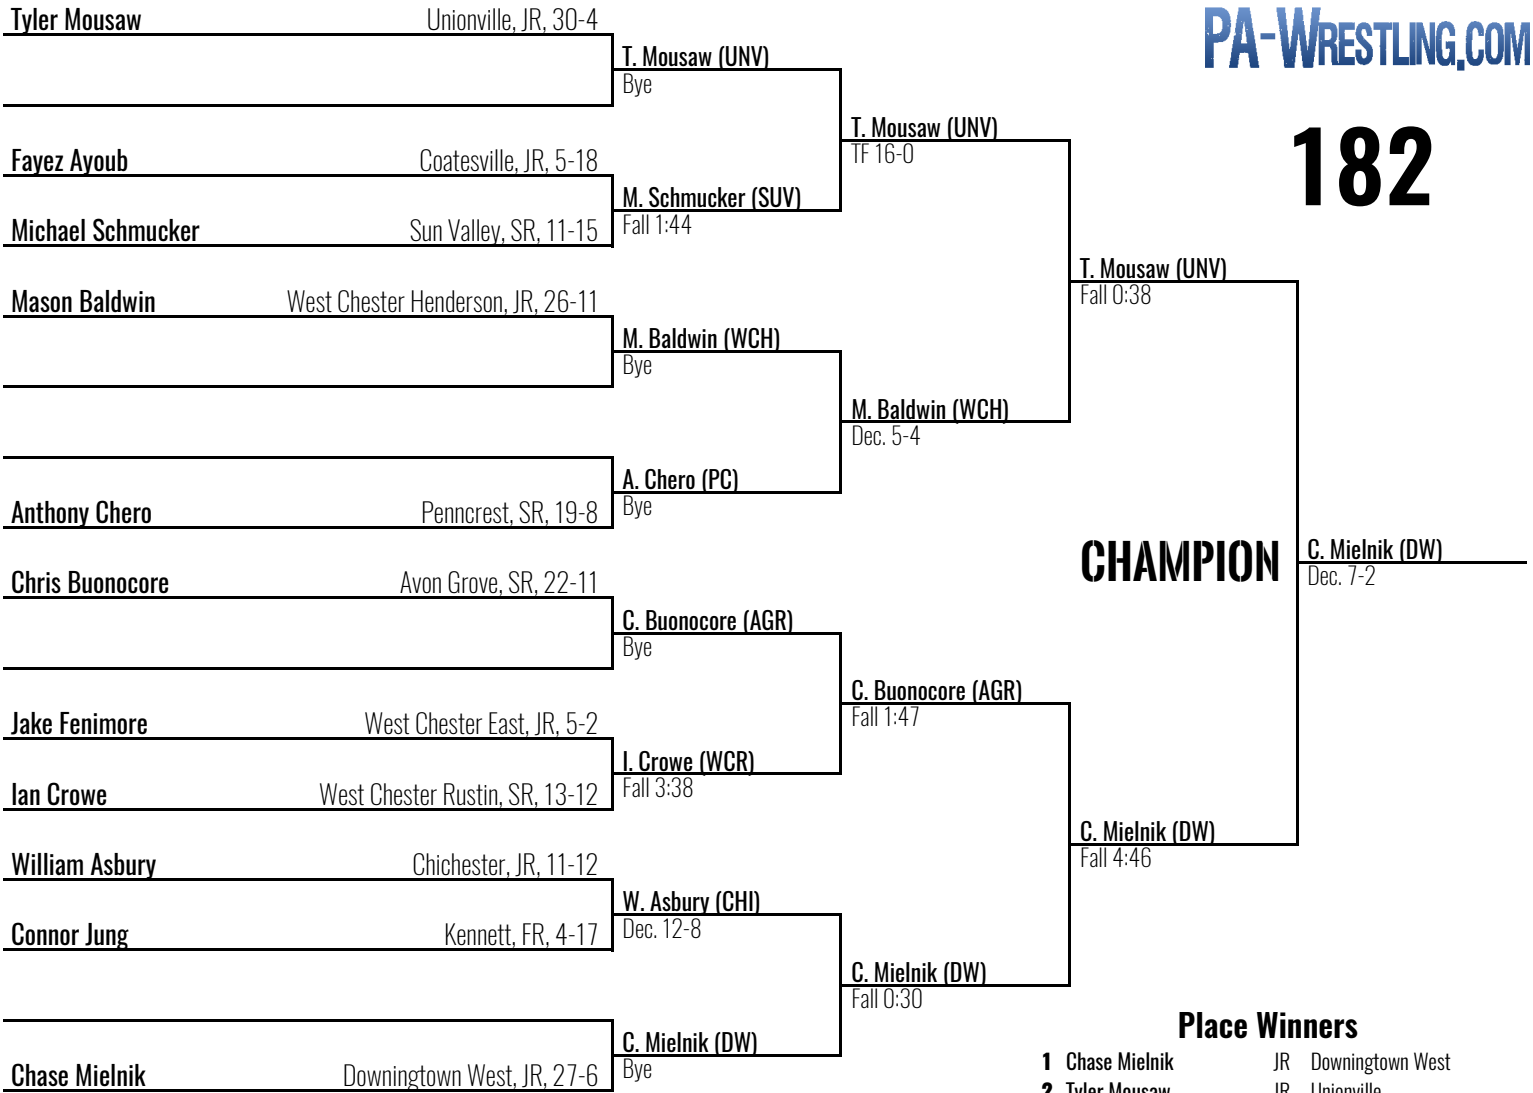 PA-WRESTLING.COM
182
Tyler Mousaw Unionville, JR, 30-4
T. Mousaw (UNV)
Bye
T. Mousaw (UNV)
TF 16-0
Fayez Ayoub Coatesville, JR, 5-18
M. Schmucker (SUV)
Fall 1:44
Michael Schmucker Sun Valley, SR, 11-15
T. Mousaw (UNV)
Fall 0:38
Mason Baldwin West Chester Henderson, JR, 26-11
M. Baldwin (WCH)
Bye
M. Baldwin (WCH)
Dec. 5-4
A. Chero (PC)
Bye
Anthony Chero Penncrest, SR, 19-8
CHAMPION
C. Mielnik (DW)
Dec. 7-2
Chris Buonocore Avon Grove, SR, 22-11
C. Buonocore (AGR)
Bye
C. Buonocore (AGR)
Fall 1:47
Jake Fenimore West Chester East, JR, 5-2
I. Crowe (WCR)
Fall 3:38
Ian Crowe West Chester Rustin, SR, 13-12
C. Mielnik (DW)
Fall 4:46
William Asbury Chichester, JR, 11-12
W. Asbury (CHI)
Dec. 12-8
Connor Jung Kennett, FR, 4-17
C. Mielnik (DW)
Fall 0:30
C. Mielnik (DW)
Bye
Chase Mielnik Downingtown West, JR, 27-6
Place Winners
1 Chase Mielnik JR Downingtown West
2 Tyler Mousaw JR Unionville